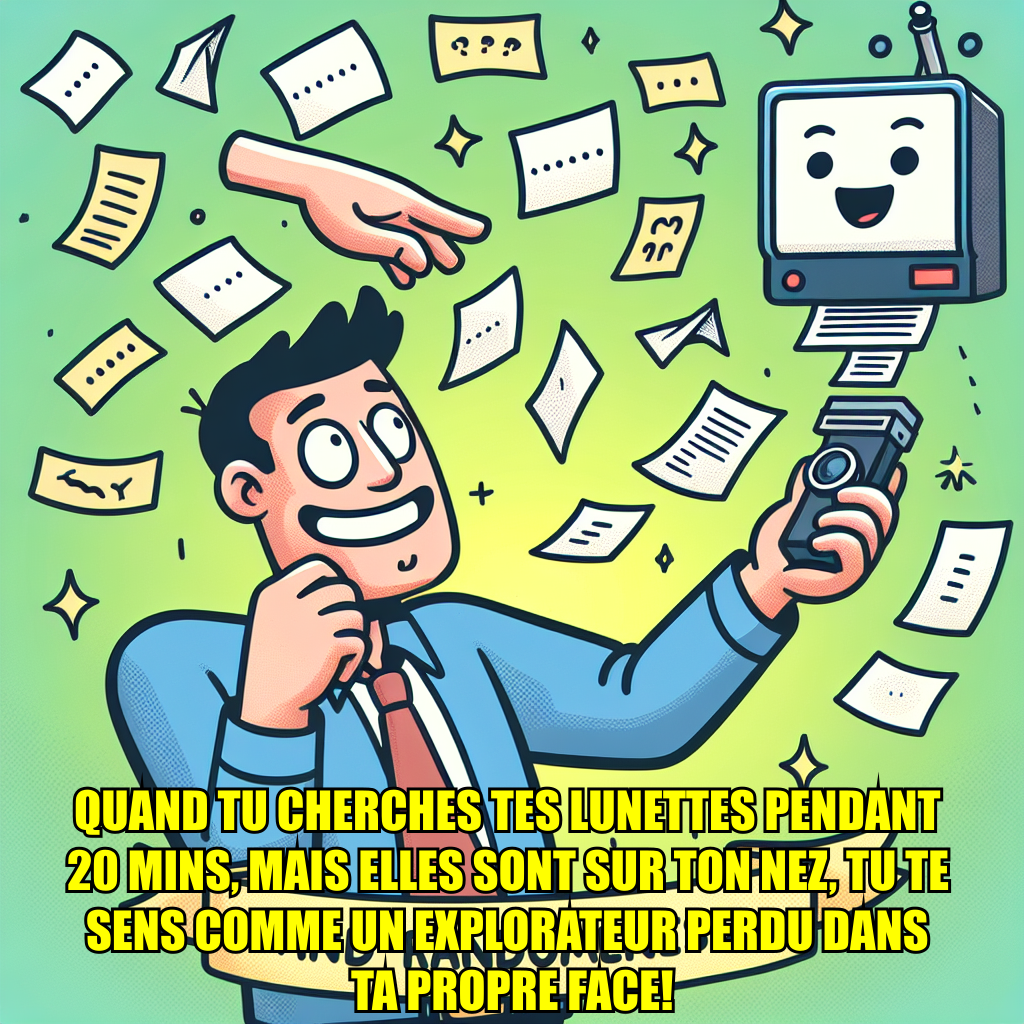 ? ? ?
QUAND TU CHERCHES TES LUNETTES PENDANT
20 MINS, MAIS ELLES SONT SUR TON NEZ, TU TE
SENS COMME UN EXPLORATEUR PERDU DANS
TA PROPRE FACE!